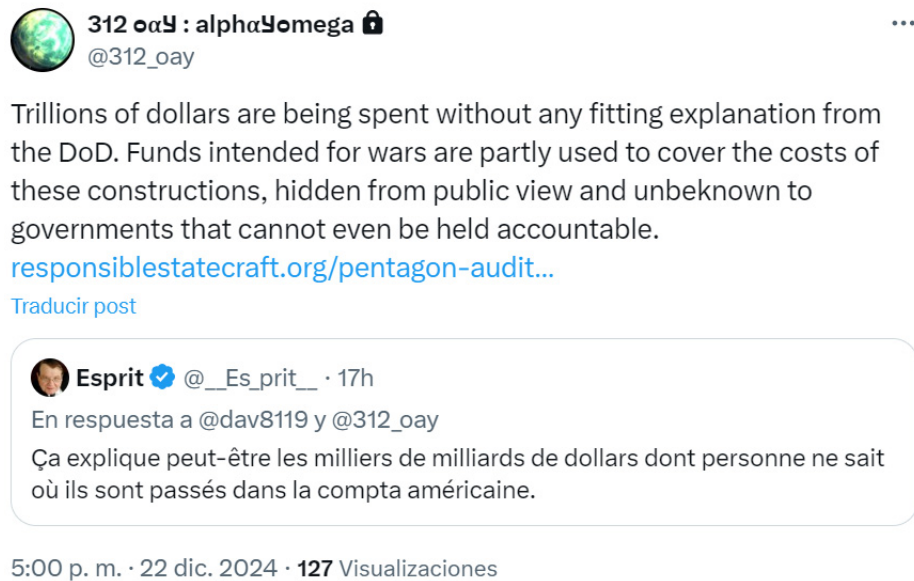 312 oαყ : alphαყomega
@312_oay
Trillions of dollars are being spent without any fitting explanation from
the DoD. Funds intended for wars are partly used to cover the costs of
these constructions, hidden from public view and unbeknown to
governments that cannot even be held accountable.
responsiblestatecraft.org/pentagon-audit...
Traducir post
Esprit @__Es_prit__ · 17h
En respuesta a @dav8119 y @312_oay
Ça explique peut-être les milliers de milliards de dollars dont personne ne sait
où ils sont passés dans la compta américaine.
5:00 p. m. · 22 dic. 2024 · 127 Visualizaciones